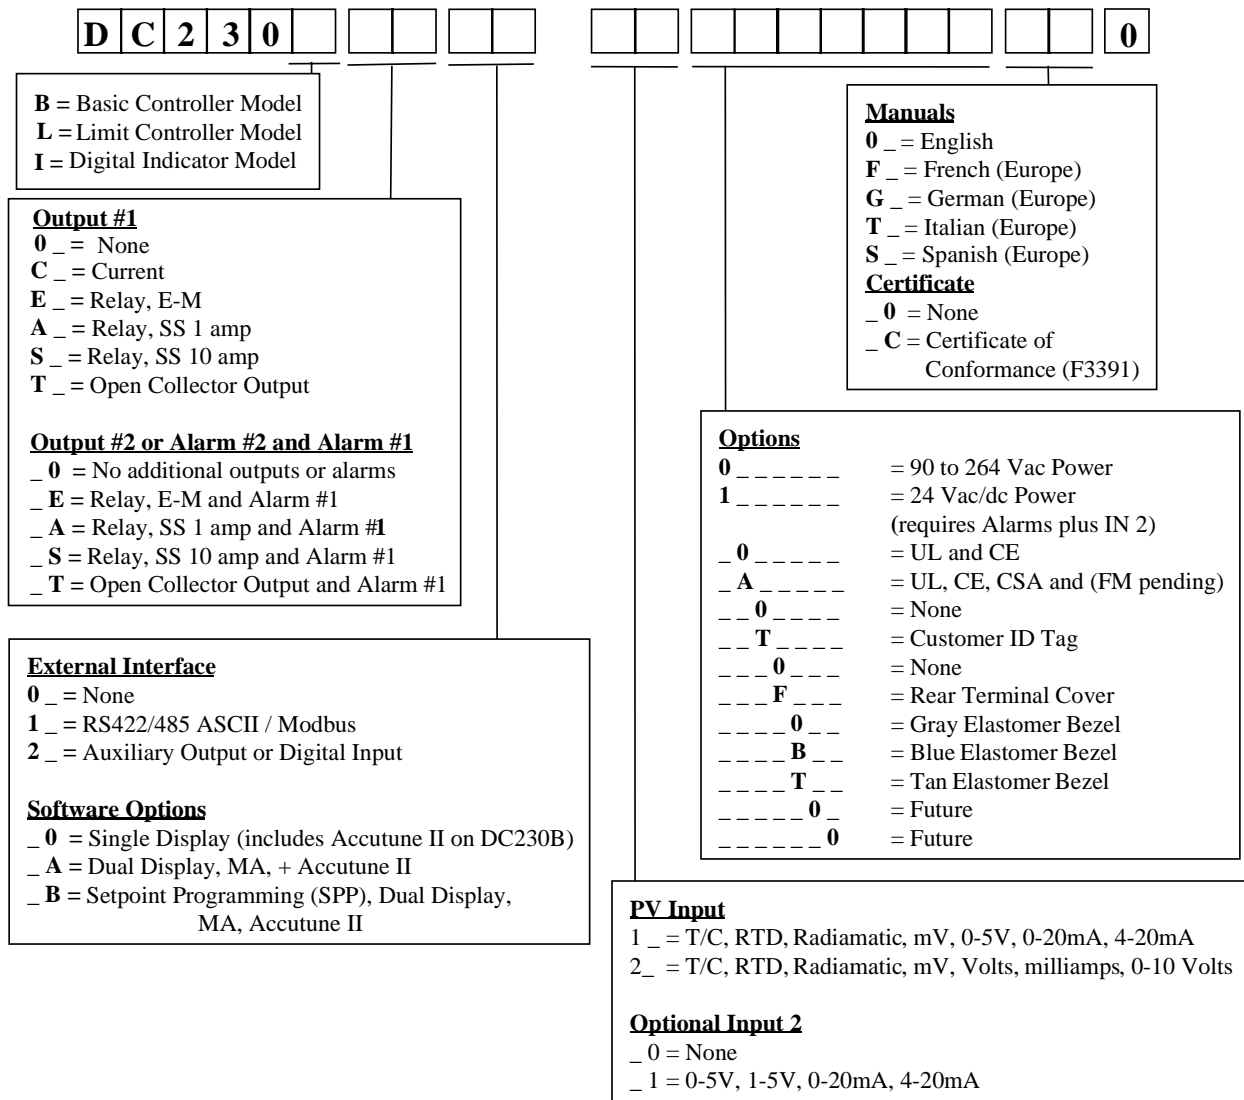 D C 2 3 0 0
B = Basic Controller Model
L = Limit Controller Model
I = Digital Indicator Model
Output #1
0 _ = None
C _ = Current
E _ = Relay, E-M
A _ = Relay, SS 1 amp
S _ = Relay, SS 10 amp
T _ = Open Collector Output
Output #2 or Alarm #2 and Alarm #1
_ 0 = No additional outputs or alarms
_ E = Relay, E-M and Alarm #1
_ A = Relay, SS 1 amp and Alarm #1
_ S = Relay, SS 10 amp and Alarm #1
_ T = Open Collector Output and Alarm #1
External Interface
0 _ = None
1 _ = RS422/485 ASCII / Modbus
2 _ = Auxiliary Output or Digital Input
Software Options
_ 0 = Single Display (includes Accutune II on DC230B)
_ A = Dual Display, MA, + Accutune II
_ B = Setpoint Programming (SPP), Dual Display,
MA, Accutune II
Manuals
0 _ = English
F _ = French (Europe)
G _ = German (Europe)
T _ = Italian (Europe)
S _ = Spanish (Europe)
Certificate
_ 0 = None
_ C = Certificate of
Conformance (F3391)
Options
0 _ _ _ _ _ _ = 90 to 264 Vac Power
1 _ _ _ _ _ _ = 24 Vac/dc Power
(requires Alarms plus IN 2)
_ 0 _ _ _ _ _ = UL and CE
_ A _ _ _ _ _ = UL, CE, CSA and (FM pending)
_ _ 0 _ _ _ _ = None
_ _ T _ _ _ _ = Customer ID Tag
_ _ _ 0 _ _ _ = None
_ _ _ F _ _ _ = Rear Terminal Cover
_ _ _ _ 0 _ _ = Gray Elastomer Bezel
_ _ _ _ B _ _ = Blue Elastomer Bezel
_ _ _ _ T _ _ = Tan Elastomer Bezel
_ _ _ _ _ 0 _ = Future
_ _ _ _ _ _ 0 = Future
PV Input
1 _ = T/C, RTD, Radiamatic, mV, 0-5V, 0-20mA, 4-20mA
2_ = T/C, RTD, Radiamatic, mV, Volts, milliamps, 0-10 Volts
Optional Input 2
_ 0 = None
_ 1 = 0-5V, 1-5V, 0-20mA, 4-20mA